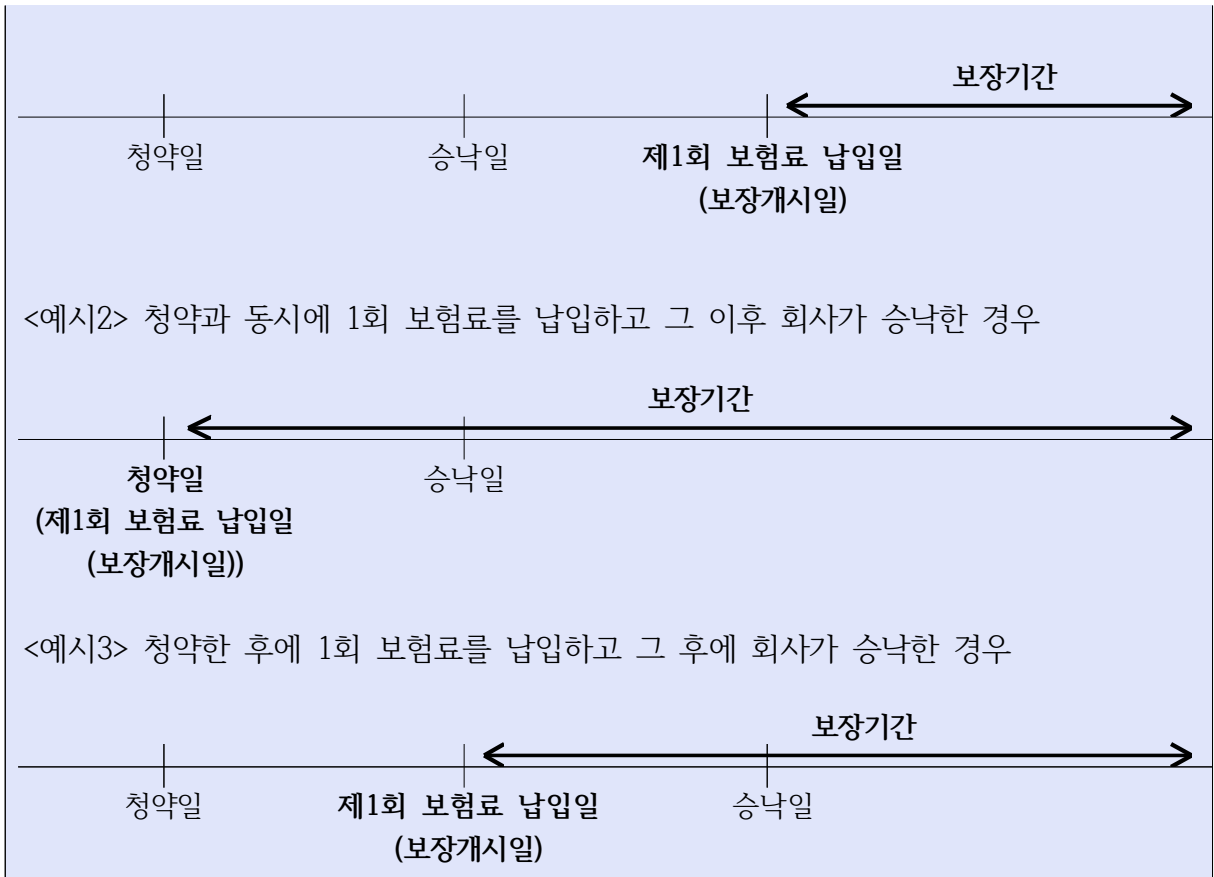 보장기간
청약일 승낙일 제1회 보험료 납입일
(보장개시일)
<예시2> 청약과 동시에 1회 보험료를 납입하고 그 이후 회사가 승낙한 경우
보장기간
청약일 승낙일
(제1회 보험료 납입일
(보장개시일))
<예시3> 청약한 후에 1회 보험료를 납입하고 그 후에 회사가 승낙한 경우
보장기간
청약일 제1회 보험료 납입일 승낙일
(보장개시일)